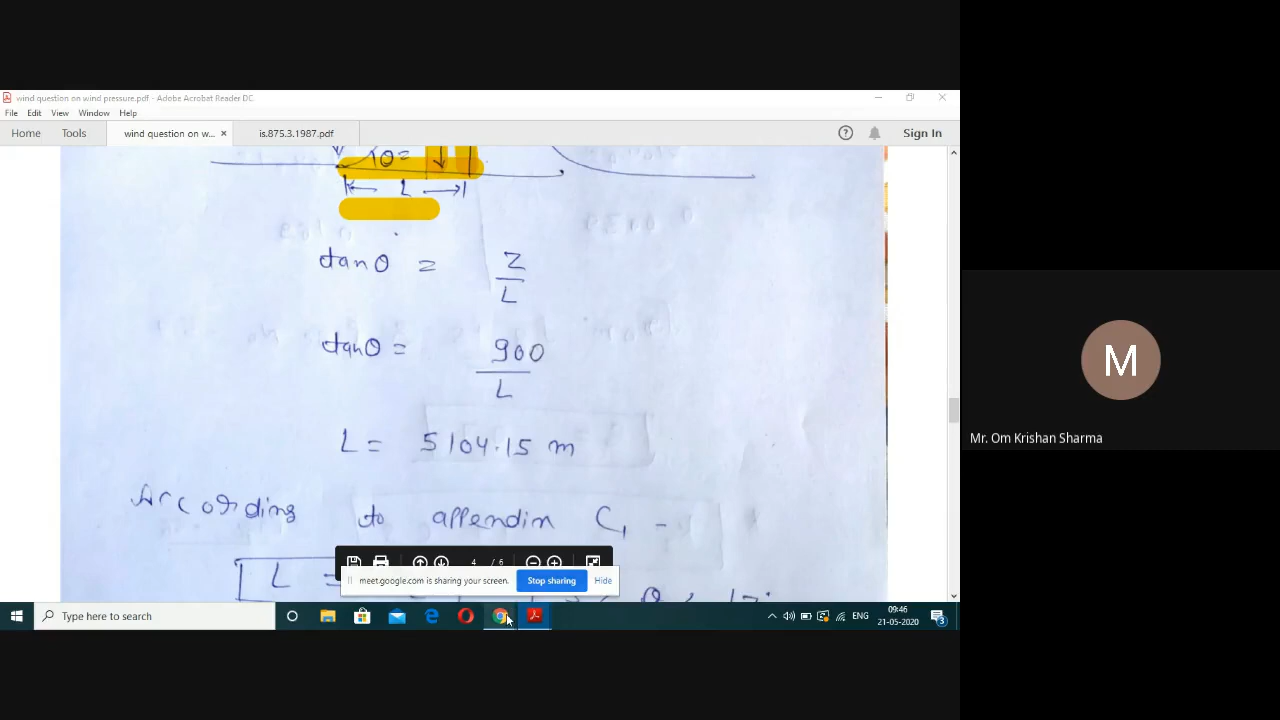 wind question on wind pressure.pdf - Adobe Acrobat Reader DC
File Edit View Window Help
Home Tools wind question on w... × is.875.3.1987.pdf Sign In
θ =
L
tanθ = Z
L
tanθ = 900
L
L = 5104.15 m
According to appendin C,
L =
4 / 6
meet.google.com is sharing your screen. Stop sharing Hide
Type here to search
ENG
09:46
21-05-2020
3
M
Mr. Om Krishan Sharma